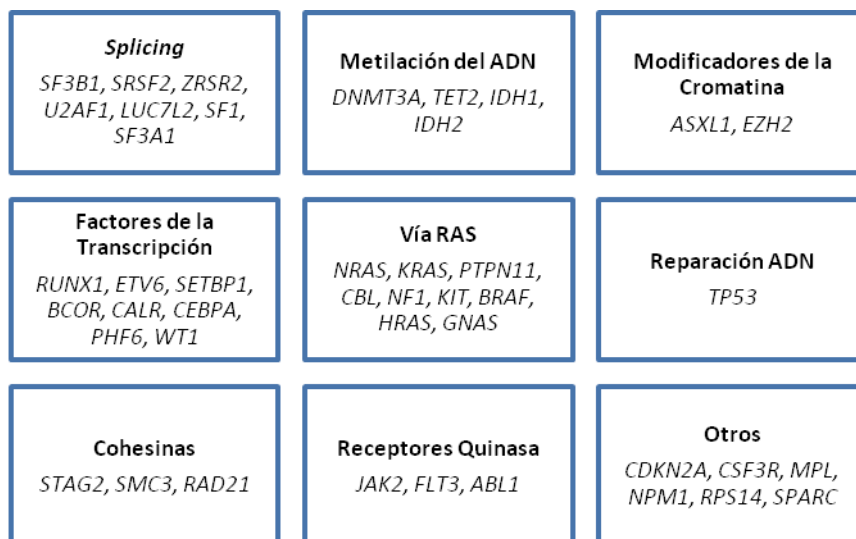 Splicing
SF3B1, SRSF2, ZRSR2,
U2AF1, LUC7L2, SF1,
SF3A1
Metilación del ADN
DNMT3A, TET2, IDH1,
IDH2
Modificadores de la
Cromatina
ASXL1, EZH2
Factores de la
Transcripción
RUNX1, ETV6, SETBP1,
BCOR, CALR, CEBPA,
PHF6, WT1
Vía RAS
NRAS, KRAS, PTPN11,
CBL, NF1, KIT, BRAF,
HRAS, GNAS
Reparación ADN
TP53
Cohesinas
STAG2, SMC3, RAD21
Receptores Quinasa
JAK2, FLT3, ABL1
Otros
CDKN2A, CSF3R, MPL,
NPM1, RPS14, SPARC